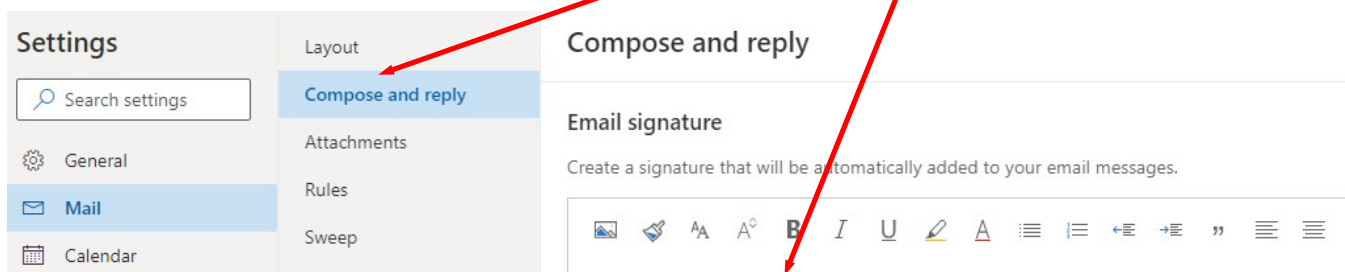 Settings
Search settings
General
Mail
Calendar
Layout
Compose and reply
Attachments
Rules
Sweep
Compose and reply
Email signature
Create a signature that will be automatically added to your email messages.
AA A B I U A "